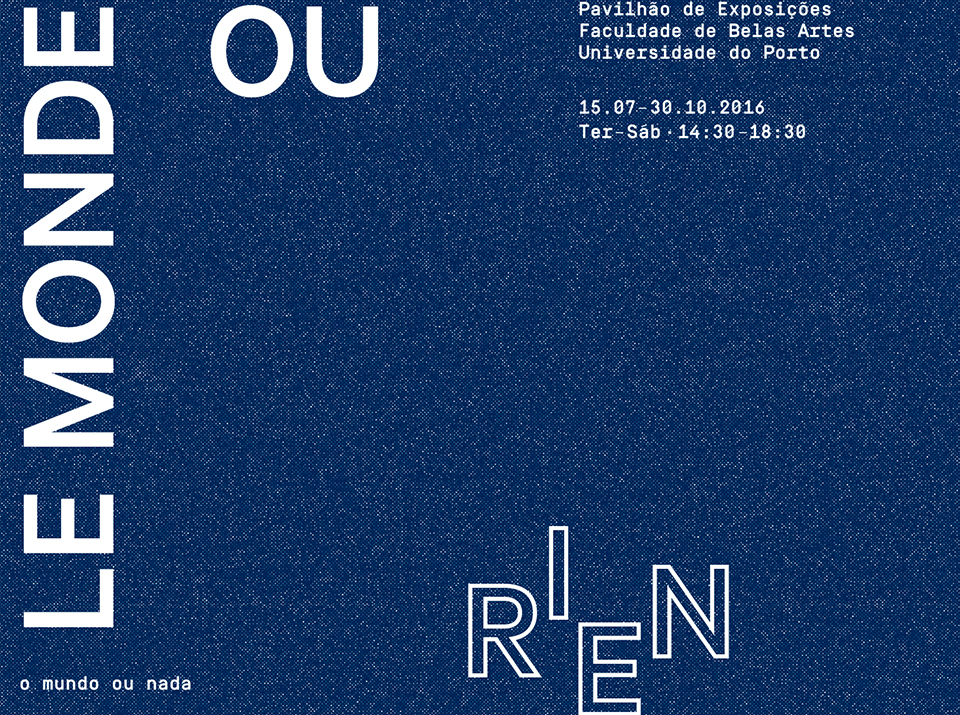 LE MONDE
OU
RIEN
Pavilhão de Exposições
Faculdade de Belas Artes
Universidade do Porto
15.07–30.10.2016
Ter–Sáb · 14:30–18:30
o mundo ou nada